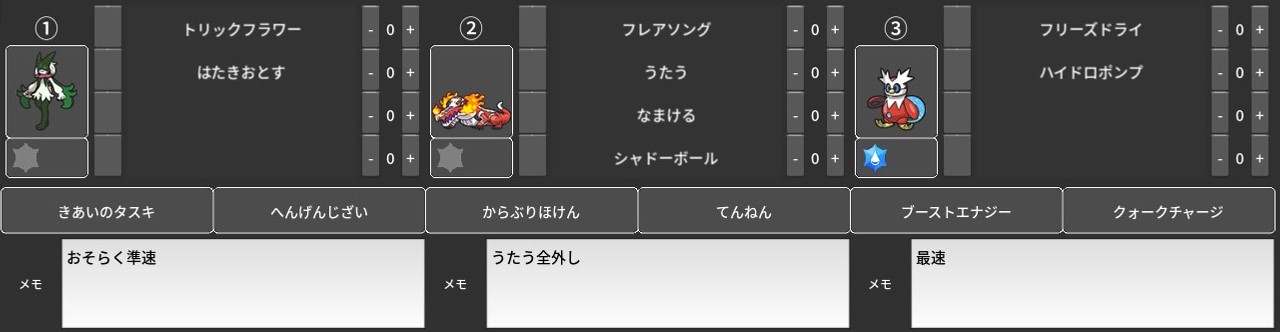 ①
トリックフラワー
- 0 +
はたきおとす
- 0 +
- 0 +
- 0 +
②
フレアソング
- 0 +
うたう
- 0 +
なまける
- 0 +
シャドーボール
- 0 +
③
フリーズドライ
- 0 +
ハイドロポンプ
- 0 +
- 0 +
- 0 +
きあいのタスキ
へんげんじざい
からぶりほけん
てんねん
ブーストエナジー
クォークチャージ
メモ
おそらく準速
メモ
うたう全外し
メモ
最速